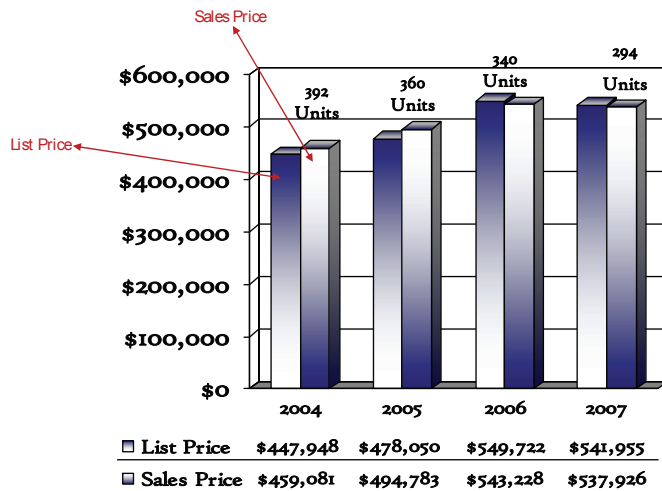 Sales Price
List Price
392
Units
360
Units
340
Units
294
Units
$600,000
$500,000
$400,000
$300,000
$200,000
$100,000
$0
2004 2005 2006 2007
List Price $447,948 $478,050 $549,722 $541,955
Sales Price $459,081 $494,783 $543,228 $537,926